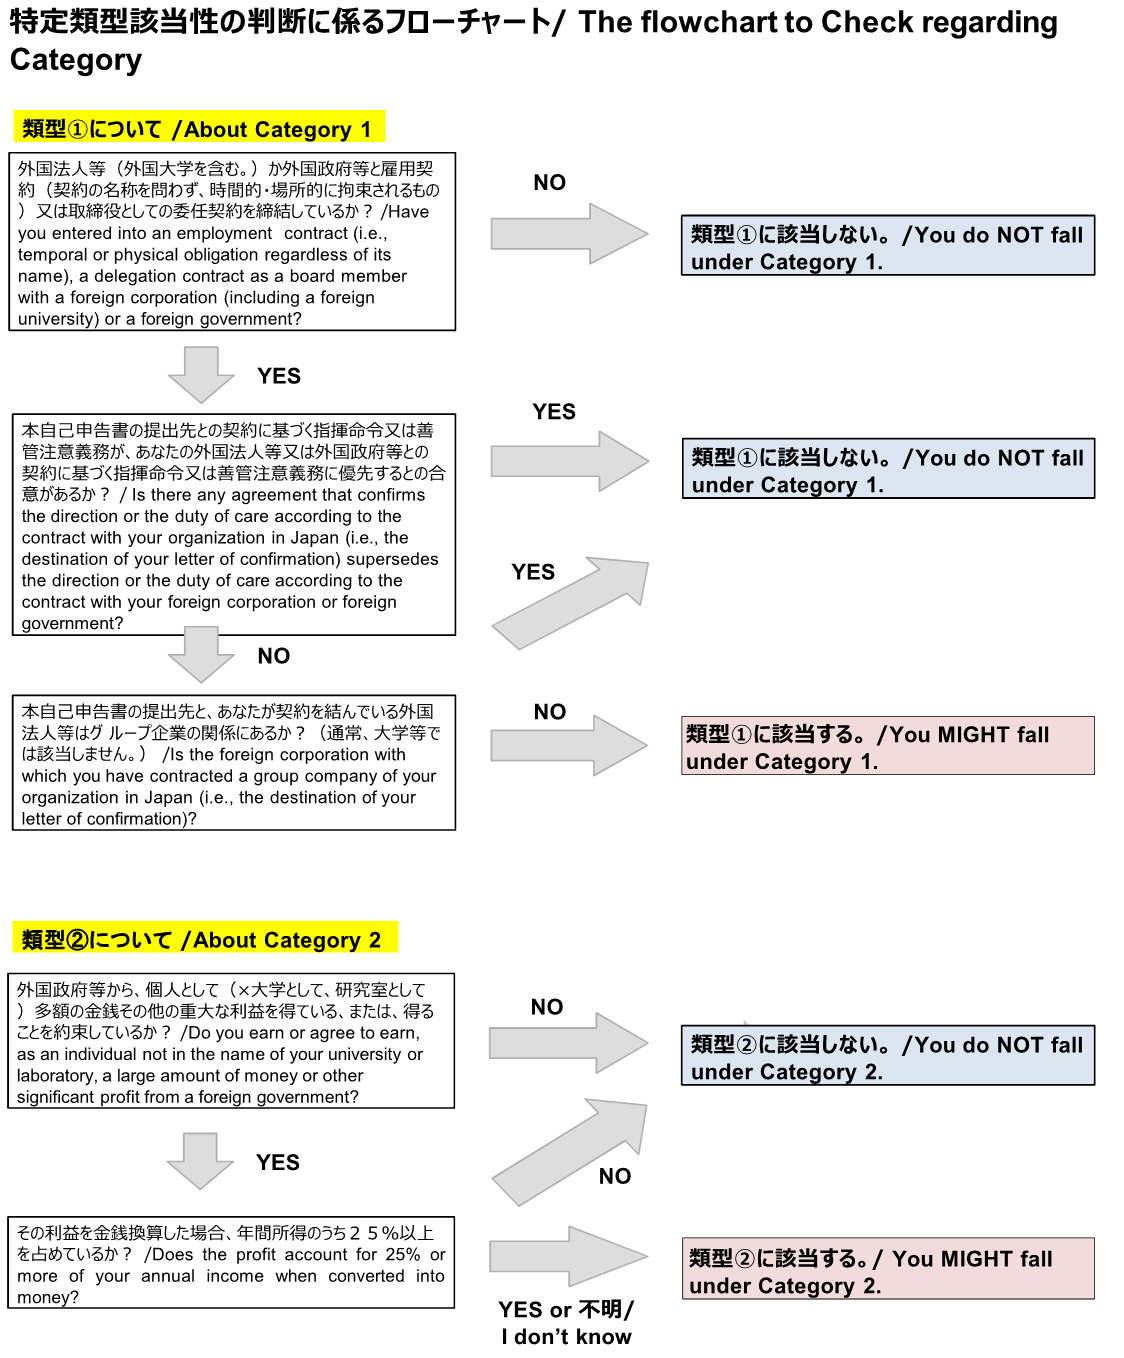 特定類型該当性の判断に係るフローチャート/ The flowchart to Check regarding
Category
類型①について /About Category 1
外国法人等（外国大学を含む。）か外国政府等と雇用契
約（契約の名称を問わず、時間的・場所的に拘束されるもの
）又は取締役としての委任契約を締結しているか？ /Have
you entered into an employment contract (i.e.,
temporal or physical obligation regardless of its
name), a delegation contract as a board member
with a foreign corporation (including a foreign
university) or a foreign government?
NO
類型①に該当しない。 /You do NOT fall
under Category 1.
YES
本自己申告書の提出先との契約に基づく指揮命令又は善
管注意義務が、あなたの外国法人等又は外国政府等との
契約に基づく指揮命令又は善管注意義務に優先するとの合
意があるか？ / Is there any agreement that confirms
the direction or the duty of care according to the
contract with your organization in Japan (i.e., the
destination of your letter of confirmation) supersedes
the direction or the duty of care according to the
contract with your foreign corporation or foreign
government?
YES
類型①に該当しない。 /You do NOT fall
under Category 1.
YES
NO
本自己申告書の提出先と、あなたが契約を結んでいる外国
法人等はグループ企業の関係にあるか？（通常、大学等で
は該当しません。） /Is the foreign corporation with
which you have contracted a group company of your
organization in Japan (i.e., the destination of your
letter of confirmation)?
NO
類型①に該当する。 /You MIGHT fall
under Category 1.
類型②について /About Category 2
外国政府等から、個人として（×大学として、研究室として
）多額の金銭その他の重大な利益を得ている、または、得る
ことを約束しているか？ /Do you earn or agree to earn,
as an individual not in the name of your university or
laboratory, a large amount of money or other
significant profit from a foreign government?
NO
類型②に該当しない。 /You do NOT fall
under Category 2.
YES
NO
その利益を金銭換算した場合、年間所得のうち２５％以上
を占めているか？ /Does the profit account for 25% or
more of your annual income when converted into
money?
類型②に該当する。/ You MIGHT fall
under Category 2.
YES or 不明/
I don't know